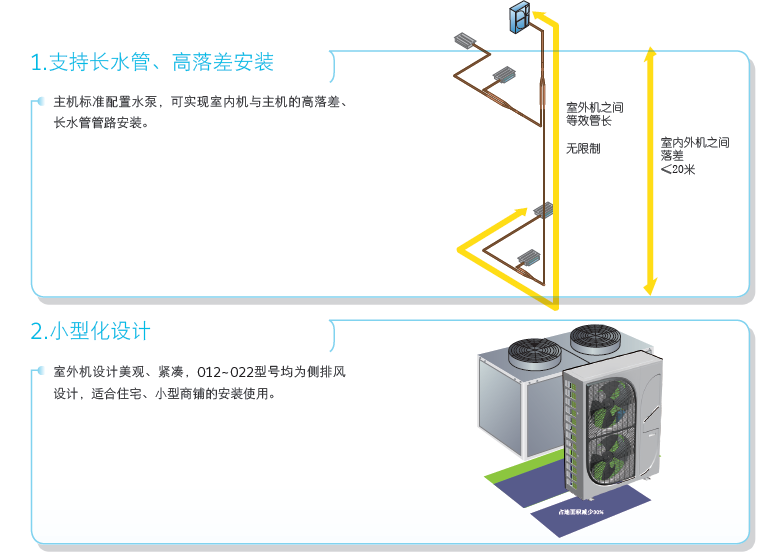 1.支持长水管、高落差安装
主机标准配置水泵，可实现室内机与主机的高落差、
长水管管路安装。
室外机之间
等效管长
无限制
室内外机之间
落差
≤20米
2.小型化设计
室外机设计美观、紧凑，012~022型号均为侧排风
设计，适合住宅、小型商铺的安装使用。
占地面积减少30%